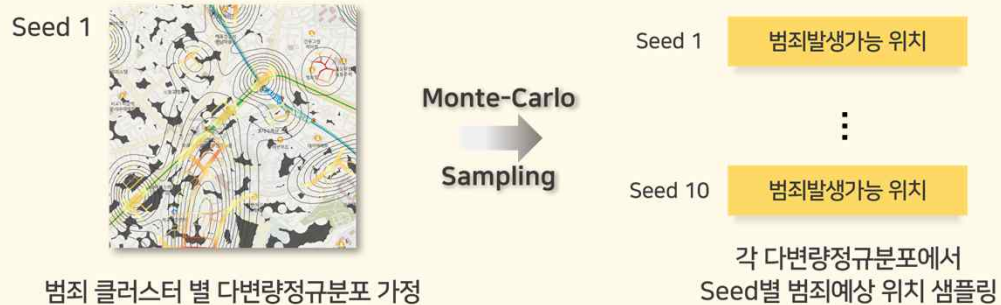 Seed 1
Monte-Carlo
Sampling
범죄 클러스터 별 다변량정규분포 가정
Seed 1
범죄발생가능 위치
⋮
Seed 10
범죄발생가능 위치
각 다변량정규분포에서
Seed별 범죄예상 위치 샘플링